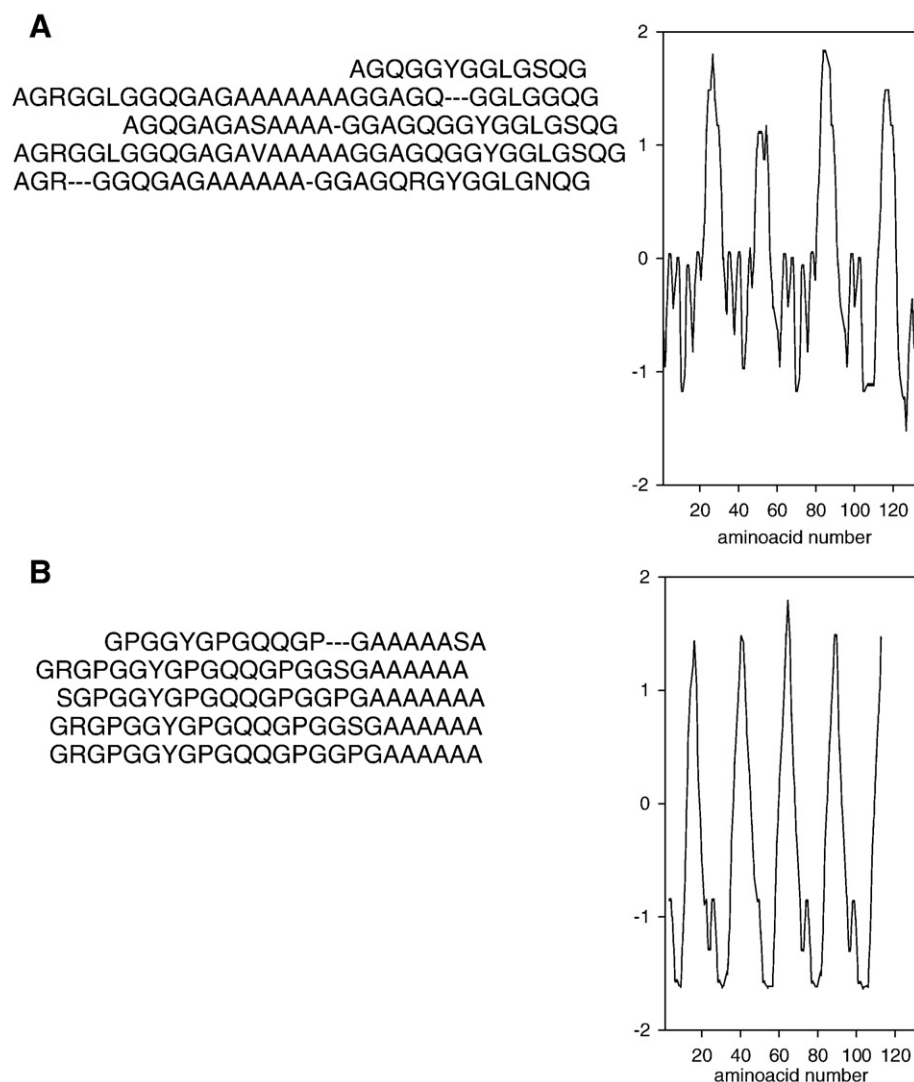 A
AGQGGYGGLGSQG
AGRGGLGGQGAGAAAAAAAGGAGQ---GGLGGQG
AGQGAGASAAAA-GGAGQGGYGGLGSQG
AGRGGLGGQGAGAVAAAAAGGAGQGGYGGLGSQG
AGR---GGQGAGAAAAAA-GGAGQRGYGGLGNQG
2
1
0
-1
-2
20 40 60 80 100 120
aminoacid number
B
GPGGYGPGQQGP---GAAAAASA
GRGPGGYGPGQQGPGGSGAAAAAA
SGPGGYGPGQQGPGGPGAAAAAAA
GRGPGGYGPGQQGPGGSGAAAAAA
GRGPGGYGPGQQGPGGPGAAAAAA
2
1
0
-1
-2
20 40 60 80 100 120
aminoacid number